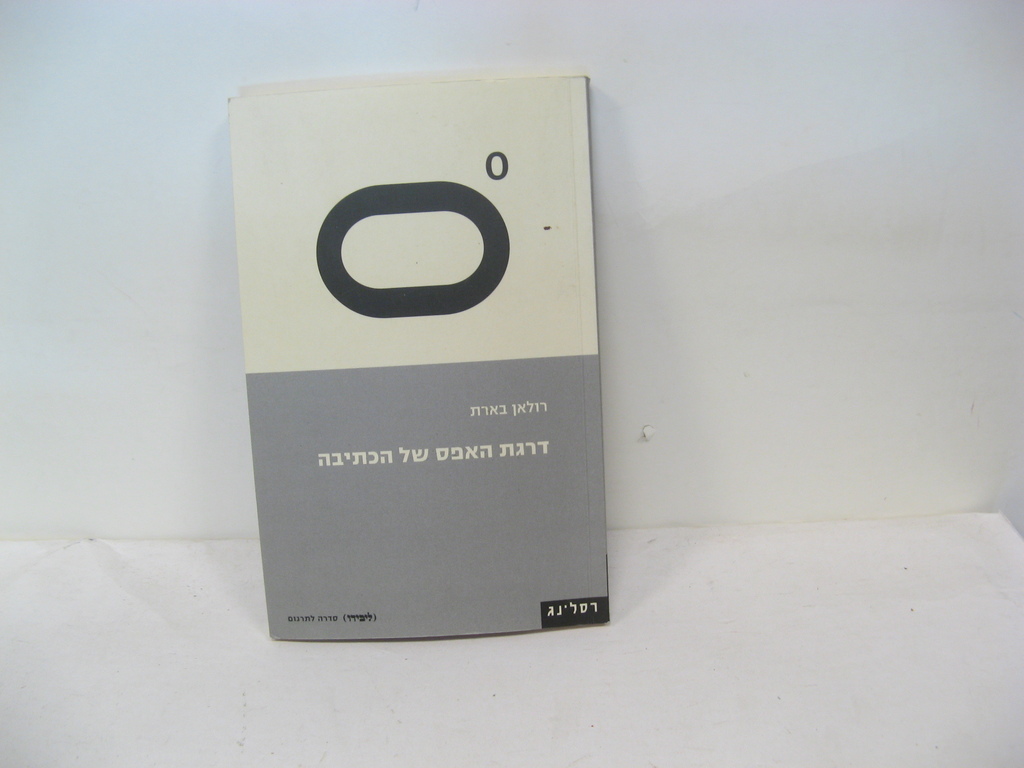 0°
רולאן בארת
דרגת האפס של הכתיבה
(ליבידו) סדרה לתרגום
רסלינג